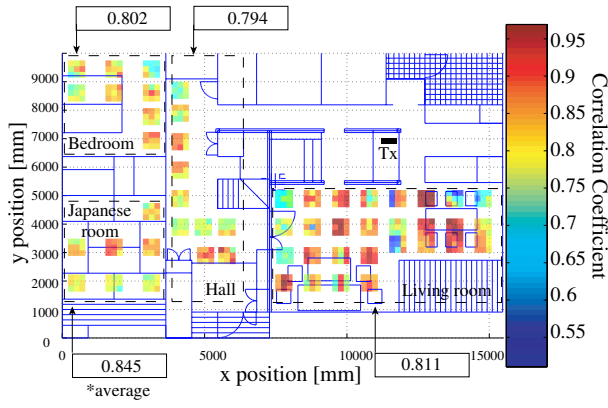 0.802
0.794
9000
8000
7000
6000
5000
4000
3000
2000
1000
0
y position [mm]
Bedroom
Japanese
room
Hall
Tx
Living room
0
5000
10000
15000
x position [mm]
0.845
*average
0.811
0.95
0.9
0.85
0.8
0.75
0.7
0.65
0.6
0.55
Correlation Coefficient